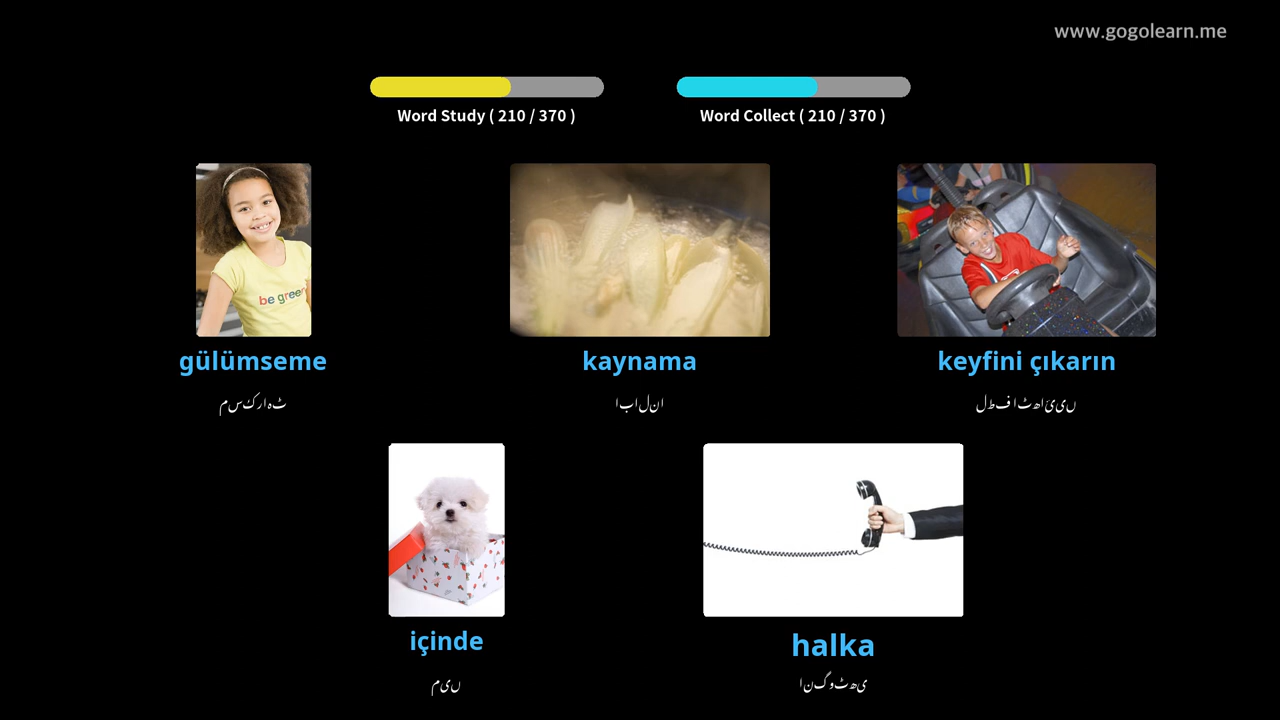 www.gogolearn.me
Word Study ( 210 / 370 )
Word Collect ( 210 / 370 )
be green
gülümseme
مسکراہٹ
kaynama
ابالنا
keyfini çıkarın
لطف اٹھائیں
içinde
میں
halka
انگوٹھی